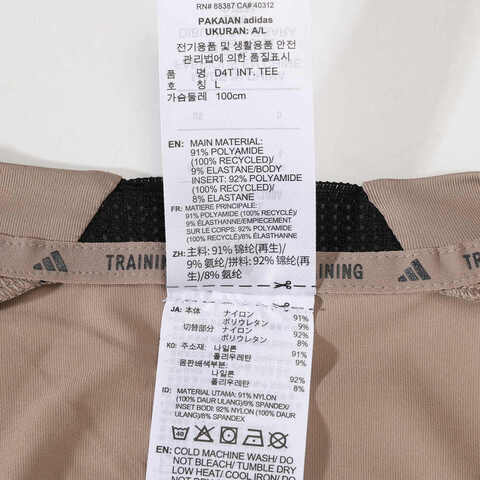 RN# 88387 CA# 40312
PAKAIAN adidas
UKURAN: A/L
전기용품 및 생활용품 안전
관리법에 의한 품질표시
품 명 D4T INT. TEE
호 칭 L
가슴둘레 100cm
EN: MAIN MATERIAL:
91% POLYAMIDE
(100% RECYCLED)/
9% ELASTANE/BODY
INSERT: 92% POLYAMIDE
(100% RECYCLED)/
8% ELASTANE
FR: MATIERE PRINCIPALE :
91% POLYAMIDE (100% RECYCLÉ)/
9% ÉLASTHANNE/EMPIECEMENT
SUR LE CORPS: 92% POLYAMIDE
(100% RECYCLÉ)/8% ÉLASTHANNE
ZH: 主料: 91% 锦纶(再生)/
9% 氨纶/拼料: 92% 锦纶(再
生)/8% 氨纶
TRAINING
INING
JA: 本体 ナイロン 91%
ポリウレタン 9%
切替部分 ナイロン 92%
ポリウレタン 8%
KO: 주소재: 나일론 91%
폴리우레탄 9%
몸판배색부분:
나일론 92%
폴리우레탄 8%
ID: MATERIAL UTAMA: 91% NYLON
(100% DAUR ULANG)/9% SPANDEX/
INSET BODI: 92% NYLON (100%
DAUR ULANG)/8% SPANDEX
EN: COLD MACHINE WASH/ DO
NOT BLEACH/ TUMBLE DRY
LOW HEAT/ COOL IRON/ DO